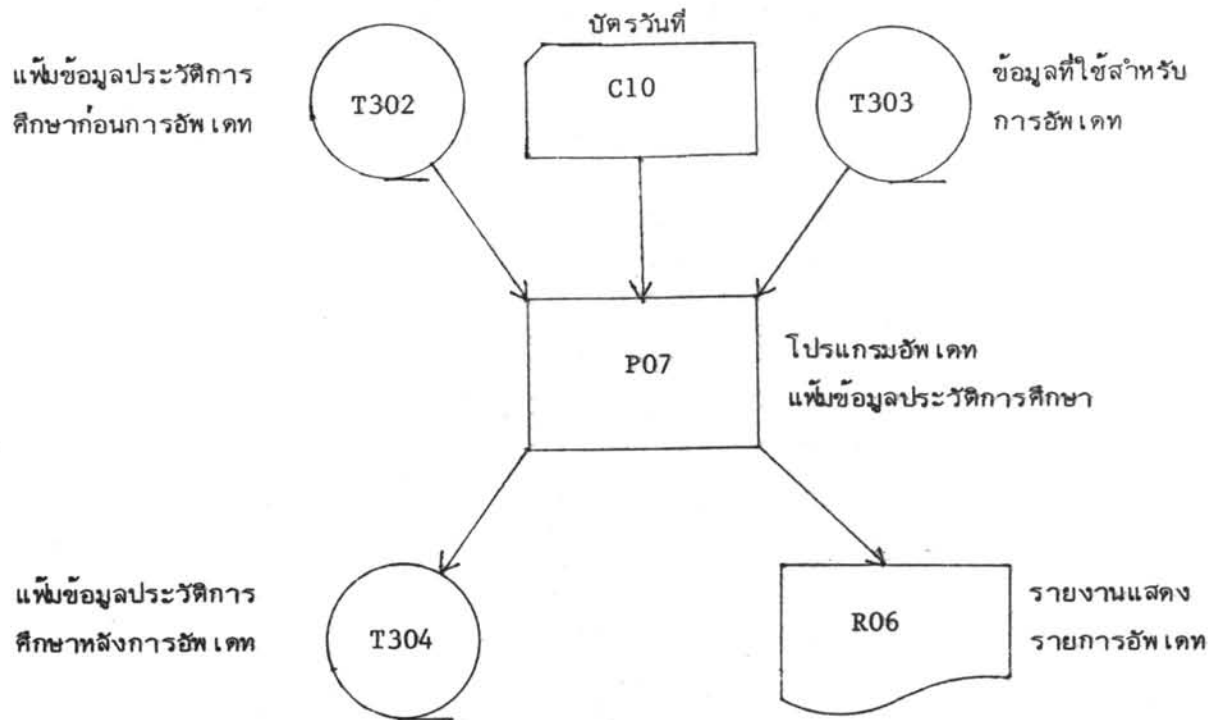 บัตรวันที่
แฟ้มข้อมูลประวัติการ
ศึกษาก่อนการอัพเดท
T302
C10
T303
ข้อมูลที่ใช้สำหรับ
การอัพเดท
P07
โปรแกรมอัพเดท
แฟ้มข้อมูลประวัติการศึกษา
แฟ้มข้อมูลประวัติการ
ศึกษาหลังการอัพเดท
T304
R06
รายงานแสดง
รายการอัพเดท